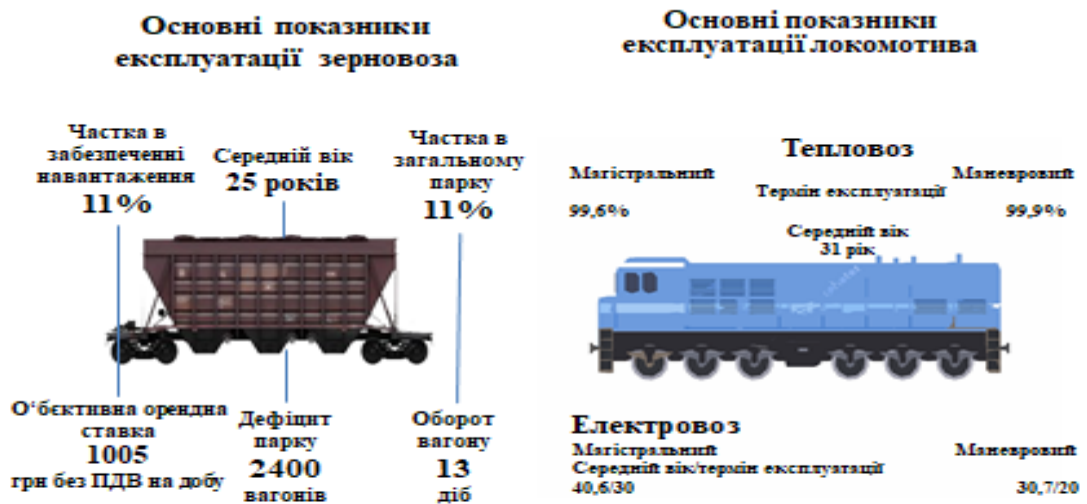 Основні показники
експлуатації зерновоза
Частка в
забезпеченні
навантаження
11%
Середній вік
25 років
Частка в
загальному
парку
11%
О'бєктивна орендна
ставка
1005
грн без ПДВ на добу
Дефіцит
парку
2400
вагонів
Оборот
вагону
13
діб
Основні показники
експлуатації локомотива
Тепловоз
Магістральний
Маневровий
Термін експлуатації
99,6%
99,9%
Середній вік
31 рік
Електровоз
Магістральний
Маневровий
Середній вік/термін експлуатації
40,6/30
30,7/20